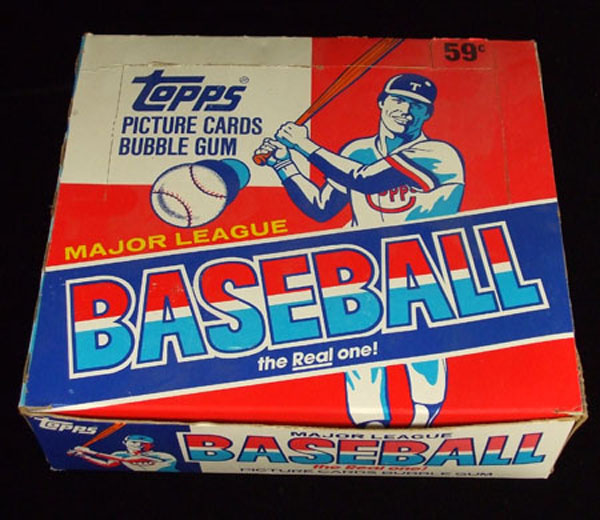 59¢
Topps®
PICTURE CARDS
BUBBLE GUM
T
Topps
MAJOR LEAGUE
BASEBALL
the Real one!
Topps
MAJOR LEAGUE
BASEBALL
the Real one!
PICTURE CARDS BUBBLE GUM